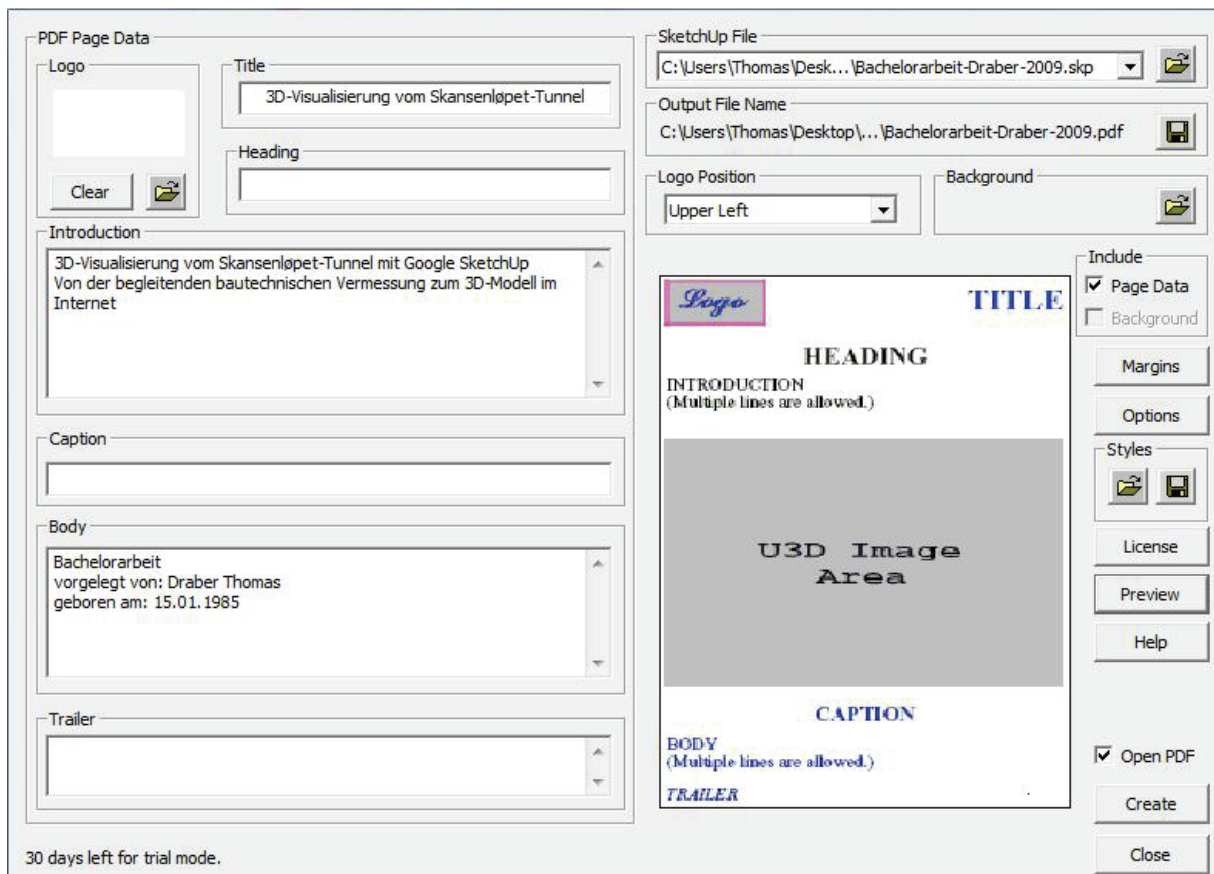 PDF Page Data
Logo
Clear
Title
3D-Visualisierung vom Skansenløpet-Tunnel
Heading
Introduction
3D-Visualisierung vom Skansenløpet-Tunnel mit Google SketchUp
Von der begleitenden bautechnischen Vermessung zum 3D-Modell im
Internet
Caption
Body
Bachelorarbeit
vorgelegt von: Draber Thomas
geboren am: 15.01.1985
Trailer
30 days left for trial mode.
SketchUp File
C:\Users\Thomas\Desk...\Bachelorarbeit-Draber-2009.skp
Output File Name
C:\Users\Thomas\Desktop\...\Bachelorarbeit-Draber-2009.pdf
Logo Position
Upper Left
Background
Logo
TITLE
HEADING
INTRODUCTION
(Multiple lines are allowed.)
U3D Image
Area
CAPTION
BODY
(Multiple lines are allowed.)
TRAILER
Include
Page Data
Background
Margins
Options
Styles
License
Preview
Help
Open PDF
Create
Close